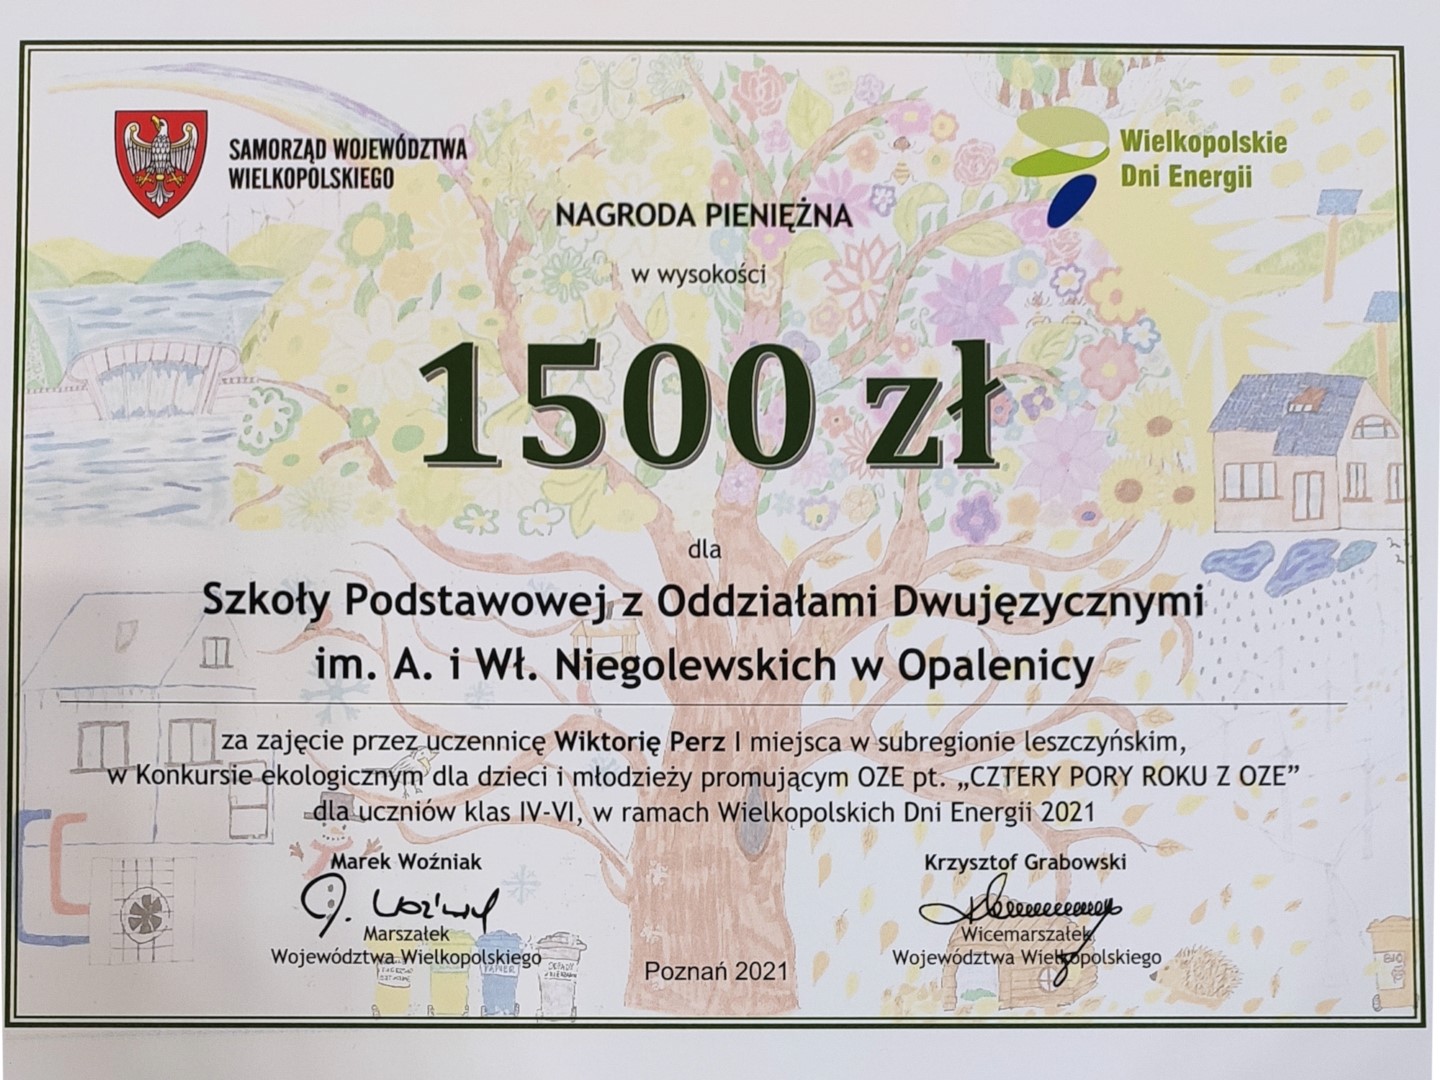 SAMORZĄD WOJEWÓDZTWA
WIELKOPOLSKIEGO
Wielkopolskie
Dni Energii
NAGRODA PIENIĘŻNA
w wysokości
1500 zł
dla
Szkoły Podstawowej z Oddziałami Dwujęzycznymi
im. A. i Wł. Niegolewskich w Opalenicy
za zajęcie przez uczennicę Wiktorię Perz I miejsca w subregionie leszczyńskim,
w Konkursie ekologicznym dla dzieci i młodzieży promującym OZE pt. „CZTERY PORY ROKU Z OZE”
dla uczniów klas IV-VI, w ramach Wielkopolskich Dni Energii 2021
Marek Woźniak
Marszałek
Województwa Wielkopolskiego
Krzysztof Grabowski
Wicemarszałek
Województwa Wielkopolskiego
Poznań 2021
PAPIER
BIO